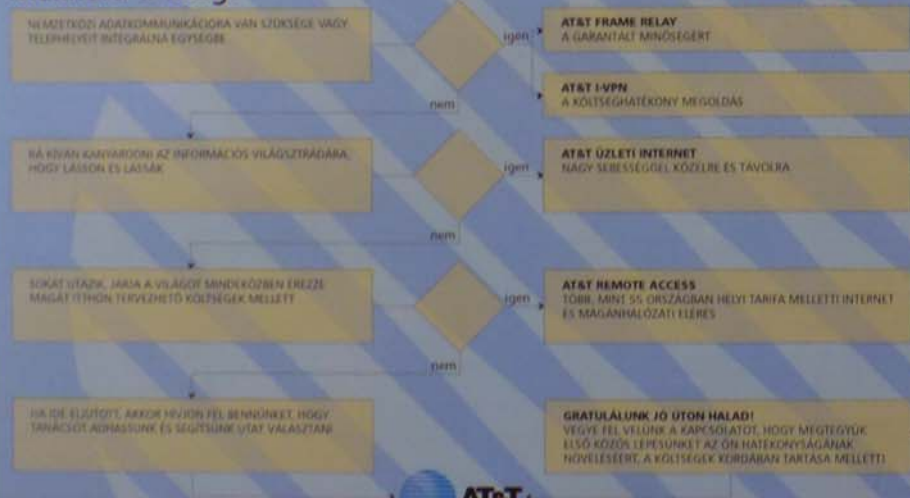 NEMZETKÖZI ADATKOMMUNIKÁCIÓRA VAN SZÜKSÉGE VAGY
TELEPHELYEIT INTEGRÁLNÁ EGYSÉGBE
igen
AT&T FRAME RELAY
A GARANTÁLT MINŐSÉGÉRT
AT&T I-VPN
A KÖLTSÉGHATÉKONY MEGOLDÁS
nem
RÁ KÍVÁN KANYARODNI AZ INFORMÁCIÓS VILÁGSZTRÁDÁRA,
HOGY LÁSSON ÉS LÁSSÁK
igen
AT&T ÜZLETI INTERNET
NAGY SEBESSÉGGEL KÖZELRE ÉS TÁVOLRA
nem
SOKAT UTAZIK, JÁRJA A VILÁGOT MINDEKÖZBEN ÉREZZE
MAGÁT ITTHON TERVEZHETŐ KÖLTSÉGEK MELLETT
igen
AT&T REMOTE ACCESS
TÖBB, MINT 55 ORSZÁGBAN HELYI TARIFA MELLETTI INTERNET
ÉS MAGÁNHÁLÓZATI ELÉRÉS
nem
HA IDE ELJUTOTT, AKKOR HÍVJON FEL BENNÜNKET, HOGY
TANÁCSOT ADHASSUNK ÉS SEGÍTSÜNK UTAT VÁLASZTANI
GRATULÁLUNK JÓ ÚTON HALAD!
VEGYE FEL VELÜNK A KAPCSOLATOT, HOGY MEGTEGYÜK
ELSŐ KÖZÖS LÉPÉSÜNKET AZ ÖN HATÉKONYSÁGÁNAK
NÖVELÉSÉÉRT, A KÖLTSÉGEK KORDÁBAN TARTÁSA MELLETT!
AT&T